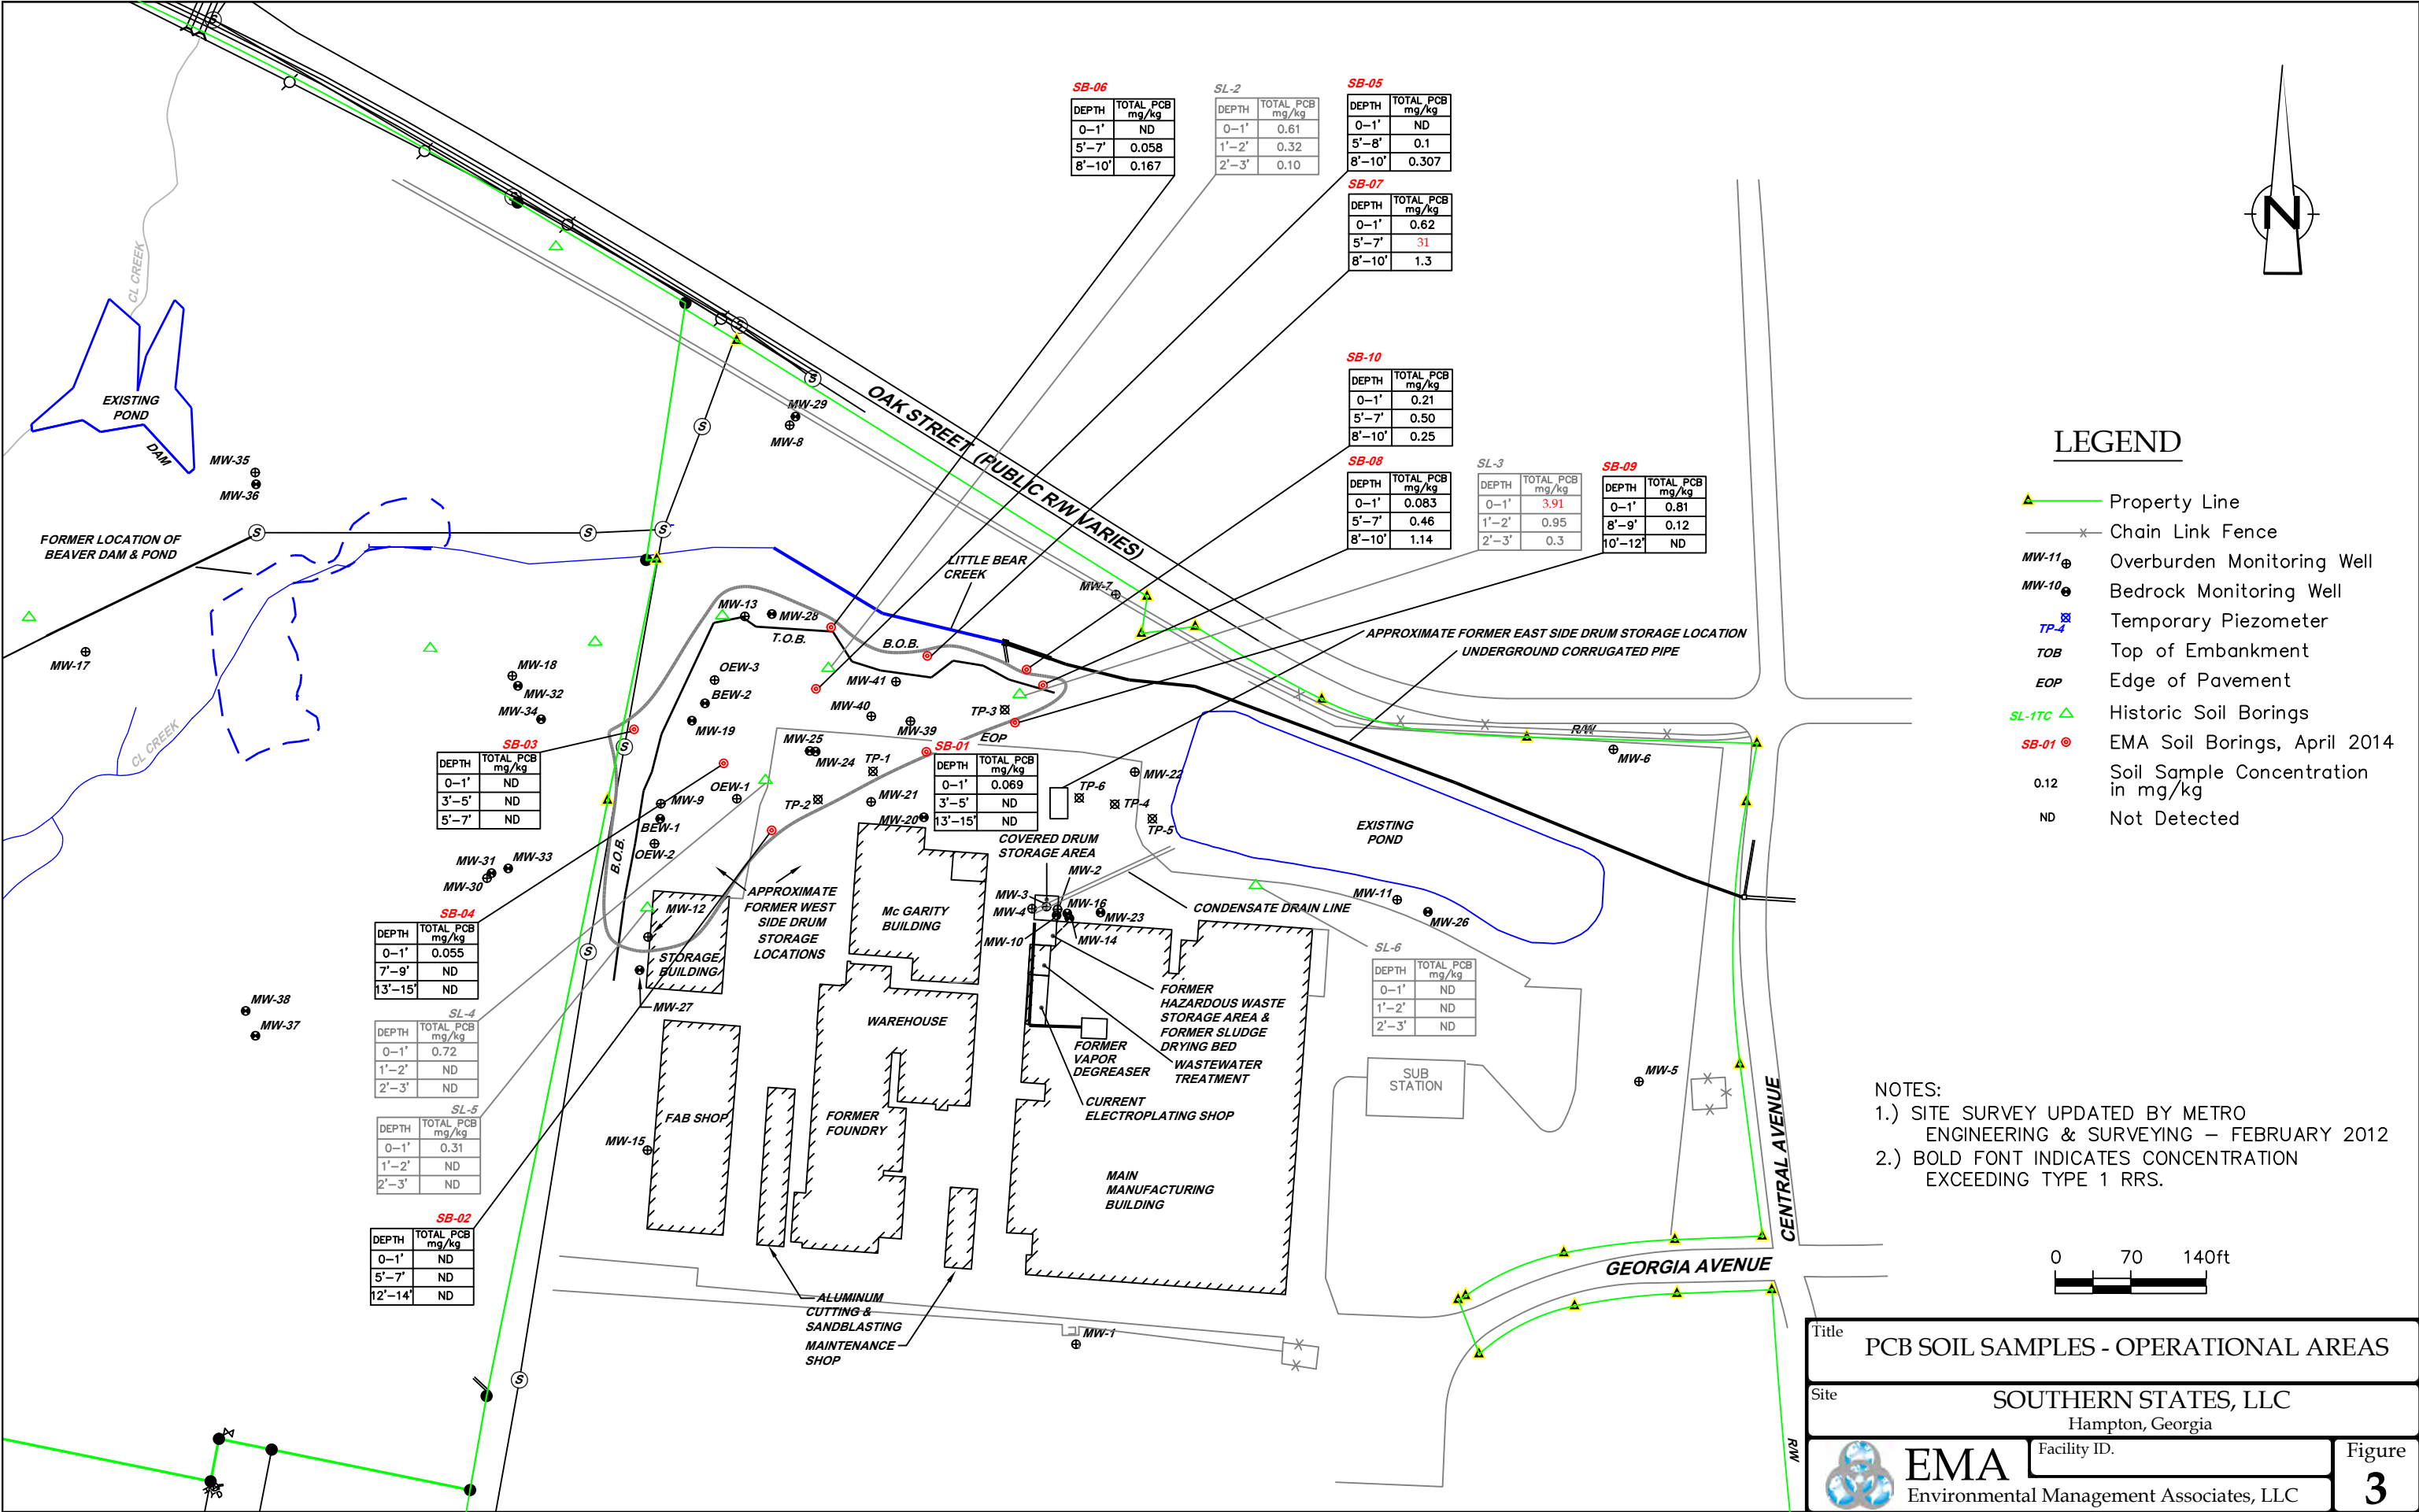 SB-06
DEPTH TOTAL PCB mg/kg
0-1' ND
5'-7' 0.058
8'-10' 0.167
SL-2
DEPTH TOTAL PCB mg/kg
0-1' 0.61
1'-2' 0.32
2'-3' 0.10
SB-05
DEPTH TOTAL PCB mg/kg
0-1' ND
5'-8' 0.1
8'-10' 0.307
SB-07
DEPTH TOTAL PCB mg/kg
0-1' 0.62
5'-7' 31
8'-10' 1.3
SB-10
DEPTH TOTAL PCB mg/kg
0-1' 0.21
5'-7' 0.50
8'-10' 0.25
SB-08
DEPTH TOTAL PCB mg/kg
0-1' 0.083
5'-7' 0.46
8'-10' 1.14
SL-3
DEPTH TOTAL PCB mg/kg
0-1' 3.91
1'-2' 0.95
2'-3' 0.3
SB-09
DEPTH TOTAL PCB mg/kg
0-1' 0.81
8'-9' 0.12
10'-12' ND
N
S
S
S
S
S
S
S
S
S
S
S
CL CREEK
EXISTING
POND
DAM
MW-35
MW-36
FORMER LOCATION OF
BEAVER DAM & POND
MW-17
CL CREEK
MW-29
MW-8
OAK STREET (PUBLIC R/W VARIES)
LITTLE BEAR
CREEK
MW-7
MW-13
MW-28
T.O.B.
B.O.B.
APPROXIMATE FORMER EAST SIDE DRUM STORAGE LOCATION
UNDERGROUND CORRUGATED PIPE
MW-18
MW-32
MW-34
OEW-3
BEW-2
MW-19
MW-41
MW-40
MW-39
TP-3
EOP
R/W
MW-6
SB-03
DEPTH TOTAL PCB mg/kg
0-1' ND
3'-5' ND
5'-7' ND
MW-25
MW-24
TP-1
SB-01
DEPTH TOTAL PCB mg/kg
0-1' 0.069
3'-5' ND
13'-15' ND
MW-22
TP-6
TP-4
TP-5
OEW-1
MW-9
BEW-1
OEW-2
B.O.B.
TP-2
MW-21
MW-20
EXISTING
POND
COVERED DRUM
STORAGE AREA
MW-2
MW-3
MW-4
MW-16
MW-23
MW-10
MW-14
CONDENSATE DRAIN LINE
MW-11
MW-26
MW-31
MW-33
MW-30
APPROXIMATE
FORMER WEST
SIDE DRUM
STORAGE
LOCATIONS
Mc GARITY
BUILDING
MW-12
STORAGE
BUILDING
MW-27
SB-04
DEPTH TOTAL PCB mg/kg
0-1' 0.055
7'-9' ND
13'-15' ND
SL-4
DEPTH TOTAL PCB mg/kg
0-1' 0.72
1'-2' ND
2'-3' ND
SL-5
DEPTH TOTAL PCB mg/kg
0-1' 0.31
1'-2' ND
2'-3' ND
SB-02
DEPTH TOTAL PCB mg/kg
0-1' ND
5'-7' ND
12'-14' ND
SL-6
DEPTH TOTAL PCB mg/kg
0-1' ND
1'-2' ND
2'-3' ND
MW-38
MW-37
WAREHOUSE
FORMER
HAZARDOUS WASTE
STORAGE AREA &
FORMER SLUDGE
DRYING BED
FORMER
VAPOR
DEGREASER
WASTEWATER
TREATMENT
CURRENT
ELECTROPLATING SHOP
SUB
STATION
MW-5
FAB SHOP
FORMER
FOUNDRY
MW-15
MAIN
MANUFACTURING
BUILDING
ALUMINUM
CUTTING &
SANDBLASTING
MAINTENANCE
SHOP
MW-1
CENTRAL AVENUE
GEORGIA AVENUE
R/W
LEGEND
Property Line
Chain Link Fence
MW-11 Overburden Monitoring Well
MW-10 Bedrock Monitoring Well
TP-4 Temporary Piezometer
TOB Top of Embankment
EOP Edge of Pavement
SL-1TC Historic Soil Borings
SB-01 EMA Soil Borings, April 2014
0.12 Soil Sample Concentration
in mg/kg
ND Not Detected
NOTES:
1.) SITE SURVEY UPDATED BY METRO
ENGINEERING & SURVEYING - FEBRUARY 2012
2.) BOLD FONT INDICATES CONCENTRATION
EXCEEDING TYPE 1 RRS.
0 70 140ft
Title
PCB SOIL SAMPLES - OPERATIONAL AREAS
Site
SOUTHERN STATES, LLC
Hampton, Georgia
EMA
Facility ID.
Environmental Management Associates, LLC
Figure
3